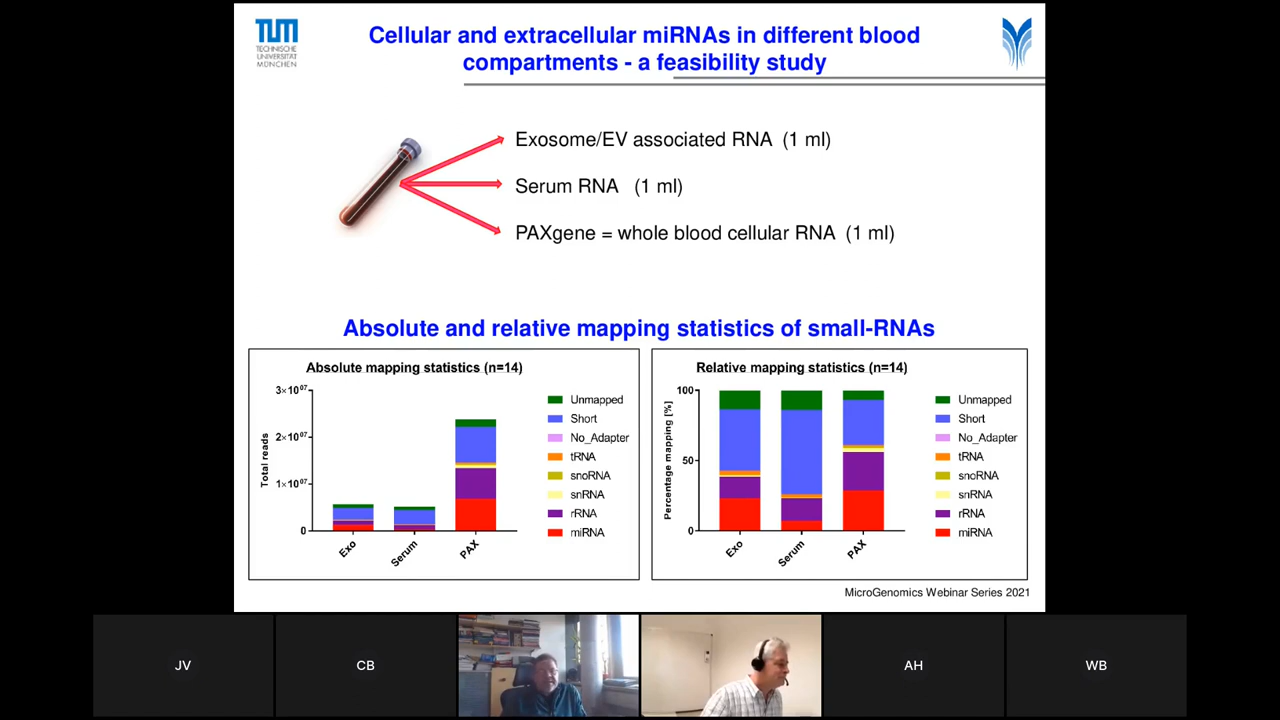 TUM
TECHNISCHE
UNIVERSITÄT
MÜNCHEN
Cellular and extracellular miRNAs in different blood
compartments - a feasibility study
Exosome/EV associated RNA (1 ml)
Serum RNA (1 ml)
PAXgene = whole blood cellular RNA (1 ml)
Absolute and relative mapping statistics of small-RNAs
Absolute mapping statistics (n=14)
3×10^07
2×10^07
1×10^07
0
Total reads
Exo
Serum
PAX
Unmapped
Short
No_Adapter
tRNA
snoRNA
snRNA
rRNA
miRNA
Relative mapping statistics (n=14)
100
50
0
Percentage mapping [%]
Exo
Serum
PAX
Unmapped
Short
No_Adapter
tRNA
snoRNA
snRNA
rRNA
miRNA
MicroGenomics Webinar Series 2021
JV
CB
AH
WB